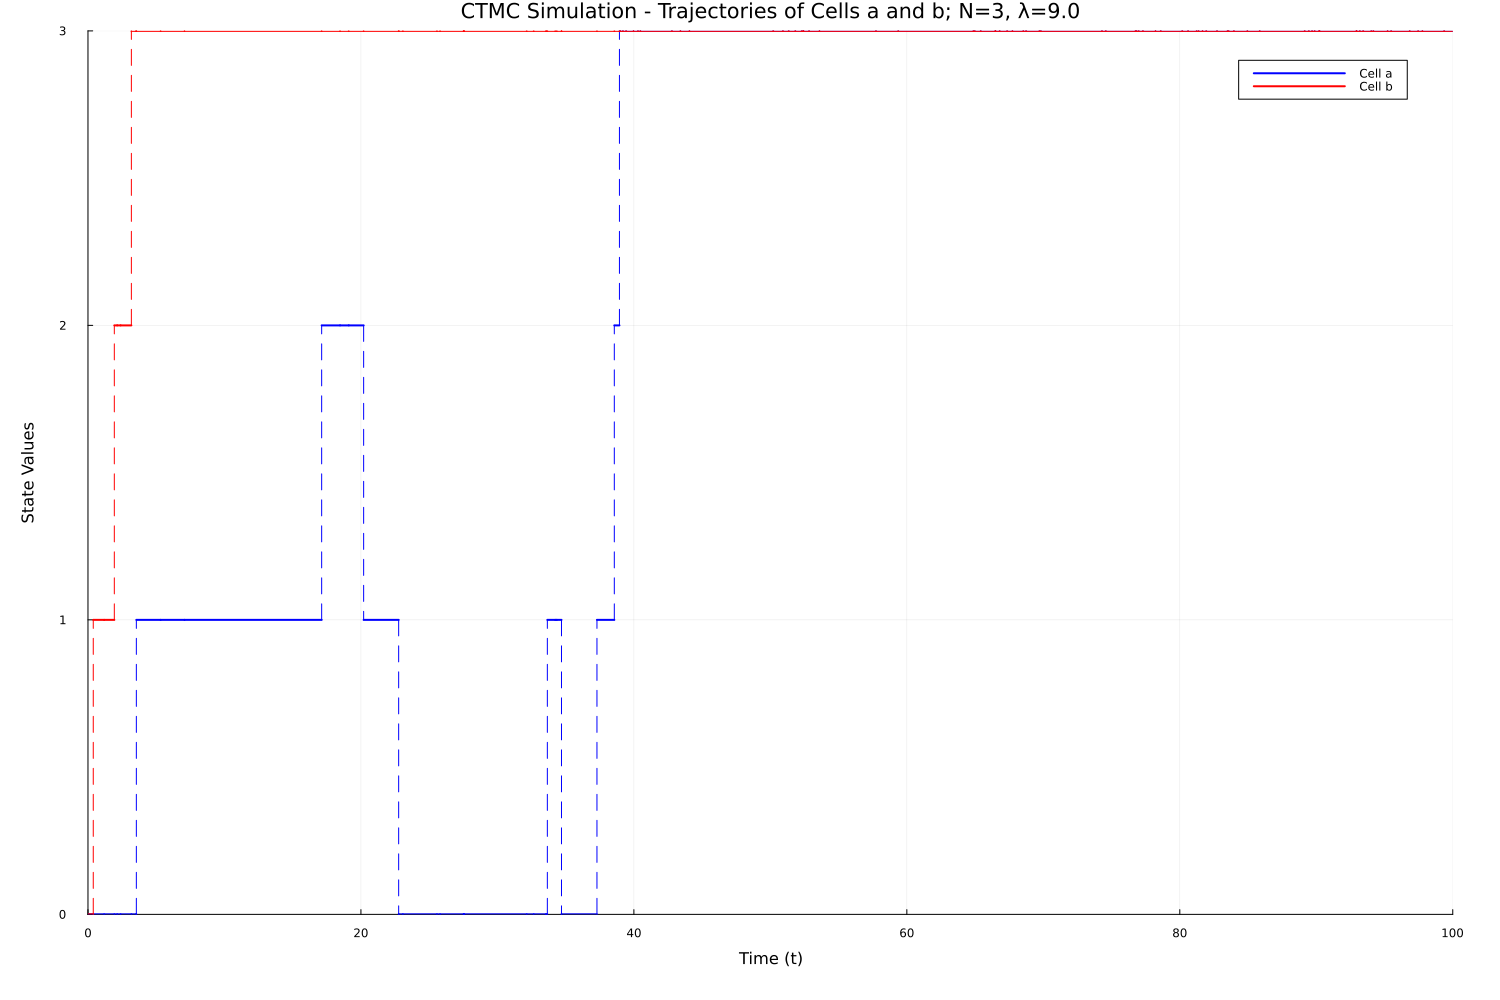 CTMC Simulation - Trajectories of Cells a and b; N=3, λ=9.0
3
Cell a
Cell b
2
State Values
1
0
0 20 40 60 80 100
Time (t)